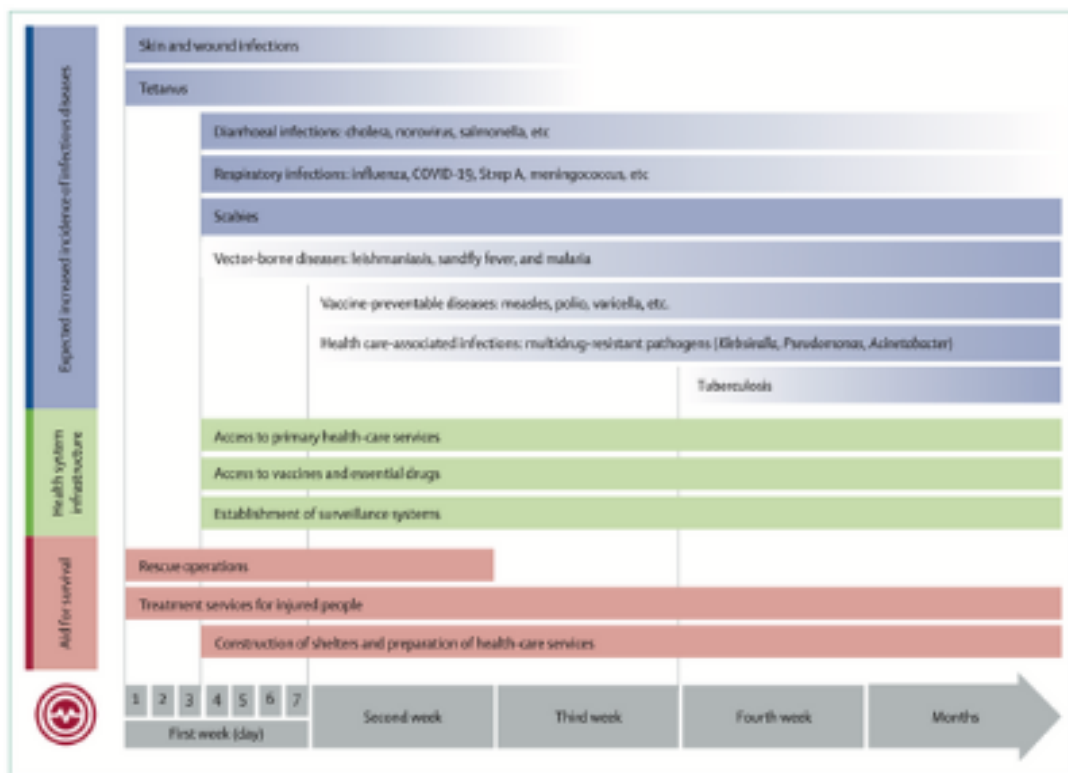 Expected increased incidence of infectious diseases
Skin and wound infections
Tetanus
Diarrhoeal infections: cholera, norovirus, salmonella, etc
Respiratory infections: influenza, COVID-19, Strep A, meningococcus, etc
Scabies
Vector-borne diseases: leishmaniasis, sandfly fever, and malaria
Vaccine-preventable diseases: measles, polio, varicella, etc.
Health care-associated infections: multidrug-resistant pathogens (Klebsiella, Pseudomonas, Acinetobacter)
Tuberculosis
Health system
infrastructure
Access to primary health-care services
Access to vaccines and essential drugs
Establishment of surveillance systems
Aid for survival
Rescue operations
Treatment services for injured people
Construction of shelters and preparation of health-care services
1 2 3 4 5 6 7
First week (day)
Second week
Third week
Fourth week
Months